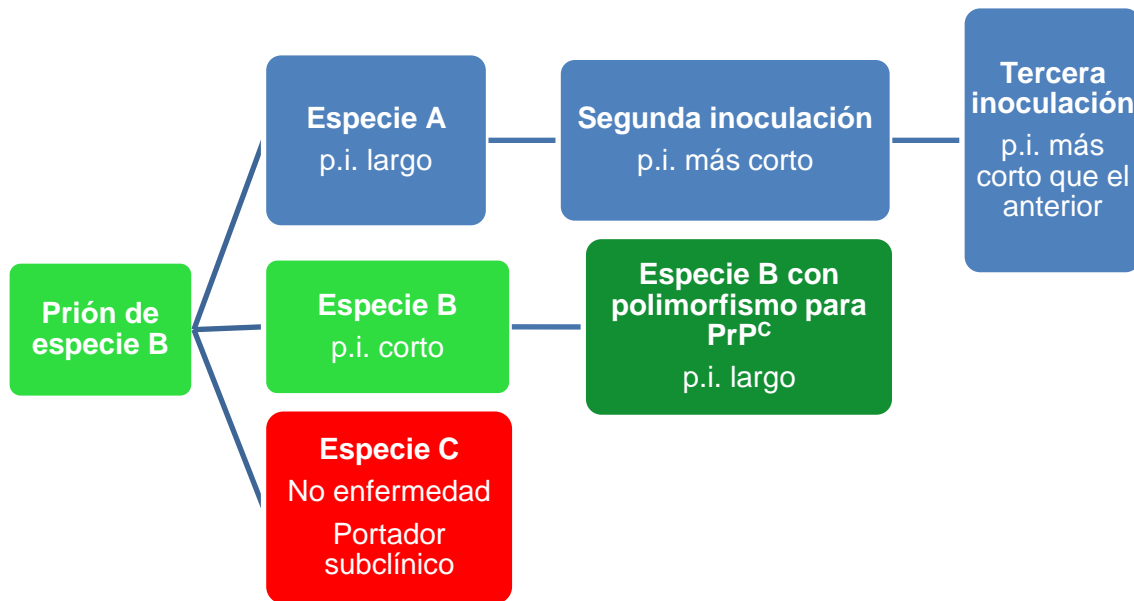 Prión de
especie B
Especie A
p.i. largo
Segunda inoculación
p.i. más corto
Tercera
inoculación
p.i. más
corto que el
anterior
Especie B
p.i. corto
Especie B con
polimorfismo para
PrPᶜ
p.i. largo
Especie C
No enfermedad
Portador
subclínico